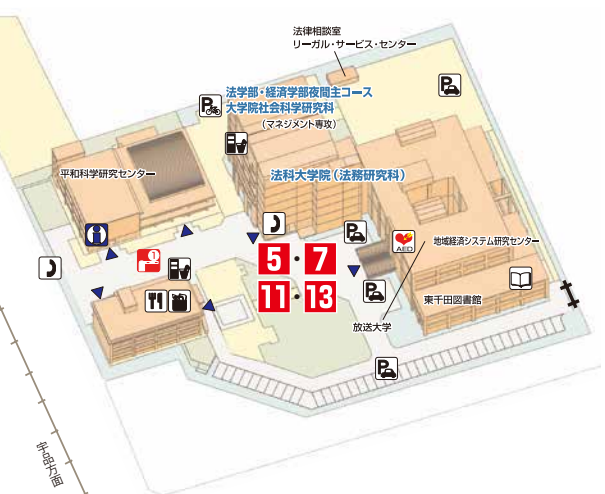 法律相談室
リーガル・サービス・センター
法学部・経済学部夜間主コース
大学院社会科学研究科
（マネジメント専攻）
平和科学研究センター
法科大学院（法務研究科）
地域経済システム研究センター
AED
5・7
11・13
東千田図書館
放送大学
宇品方面
P
P
P
P
P
i
1